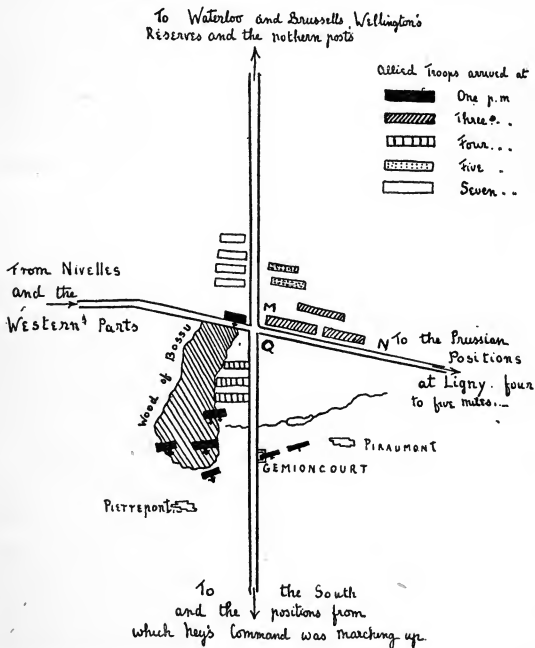 To Waterloo and Brussells, Wellington's
Reserves and the nothern posts
Allied Troops arrived at
One p.m
Three . .
Four . . .
Five .
Seven . .
From Nivelles
and the
Western Parts
Wood of Bossu
M
N
Q
To the Prussian
Positions
at Ligny. four
to five miles...
PIRAUMONT
GEMIONCOURT
PIETTEPONT
To the South
and the positions from
which Ney's Command was marching up.